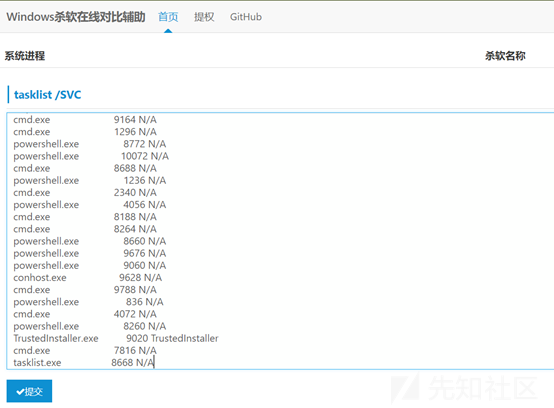 Windows杀软在线对比辅助 首页 提权 GitHub
系统进程 杀软名称
tasklist /SVC
cmd.exe 9164 N/A
cmd.exe 1296 N/A
powershell.exe 8772 N/A
powershell.exe 10072 N/A
cmd.exe 8688 N/A
powershell.exe 1236 N/A
cmd.exe 2340 N/A
powershell.exe 4056 N/A
cmd.exe 8188 N/A
cmd.exe 8264 N/A
powershell.exe 8660 N/A
powershell.exe 9676 N/A
powershell.exe 9060 N/A
conhost.exe 9628 N/A
cmd.exe 9788 N/A
powershell.exe 836 N/A
cmd.exe 4072 N/A
powershell.exe 8260 N/A
TrustedInstaller.exe 9020 TrustedInstaller
cmd.exe 7816 N/A
tasklist.exe 8668 N/A
提交
先知社区